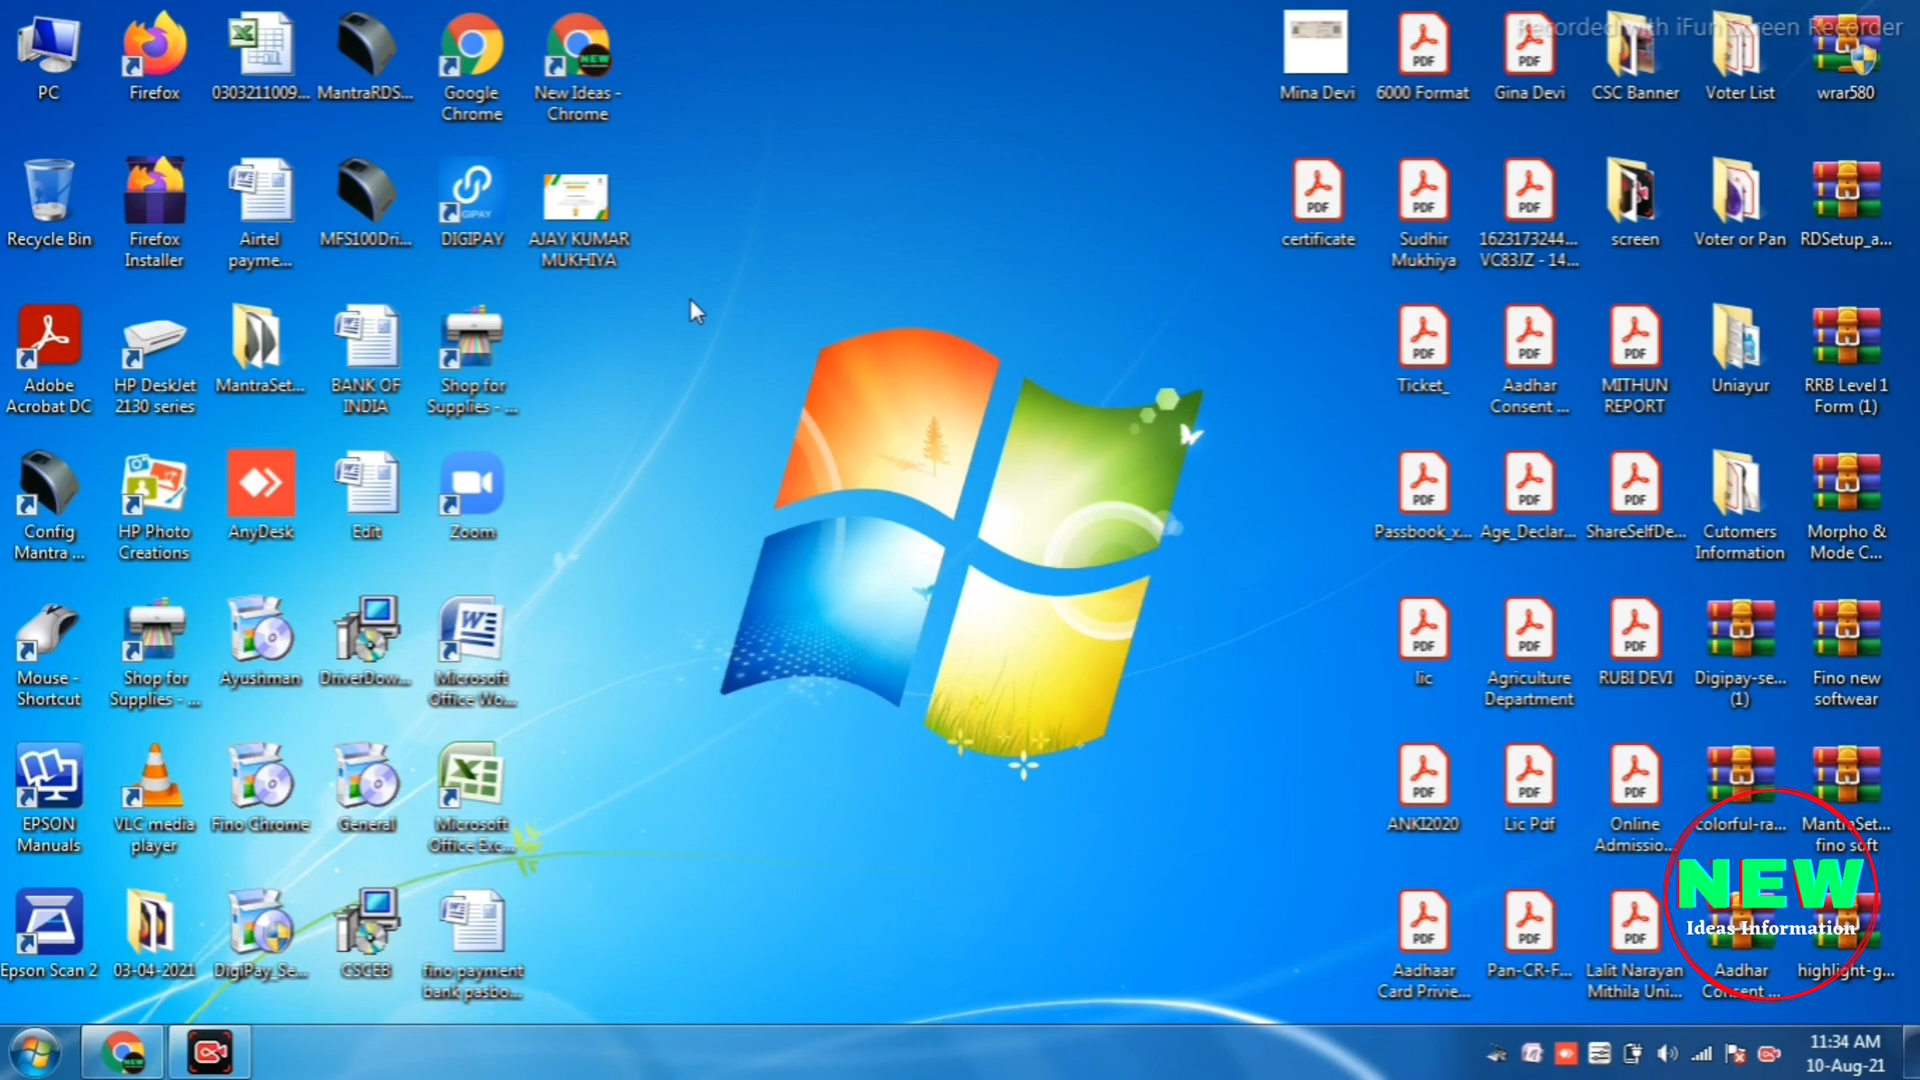 Recorded with iFun Screen Recorder
PC
Firefox
0303211009...
MantraRDS...
Google
Chrome
New Ideas -
Chrome
Mina Devi
6000 Format
Gina Devi
CSC Banner
Voter List
wrar580
Recycle Bin
Firefox
Installer
Airtel
payme...
MFS100Dri...
DIGIPAY
AJAY KUMAR
MUKHIYA
certificate
Sudhir
Mukhiya
1623173244...
VC83JZ - 14...
screen
Voter or Pan
RDSetup_a...
Adobe
Acrobat DC
HP DeskJet
2130 series
MantraSet...
BANK OF
INDIA
Shop for
Supplies - ...
Ticket_
Aadhar
Consent ...
MITHUN
REPORT
Uniayur
RRB Level 1
Form (1)
Config
Mantra ...
HP Photo
Creations
AnyDesk
Edit
Zoom
Passbook_x...
Age_Declar...
ShareSelfDe...
Cutomers
Information
Morpho &
Mode C...
Mouse -
Shortcut
Shop for
Supplies - ...
Ayushman
DriverDow...
Microsoft
Office Wo...
lic
Agriculture
Department
RUBI DEVI
Digipay-se...
(1)
Fino new
softwear
EPSON
Manuals
VLC media
player
Fino Chrome
General
Microsoft
Office Exc...
ANKI2020
Lic Pdf
Online
Admissio...
colorful-ra...
MantraSet...
fino soft
Epson Scan 2
03-04-2021
DigiPay_Se...
CSCEB
fino payment
bank pasbo...
Aadhaar
Card Privie...
Pan-CR-F...
Lalit Narayan
Mithila Uni...
Aadhar
Consent ...
highlight-g...
NEW
Ideas Information
11:34 AM
10-Aug-21